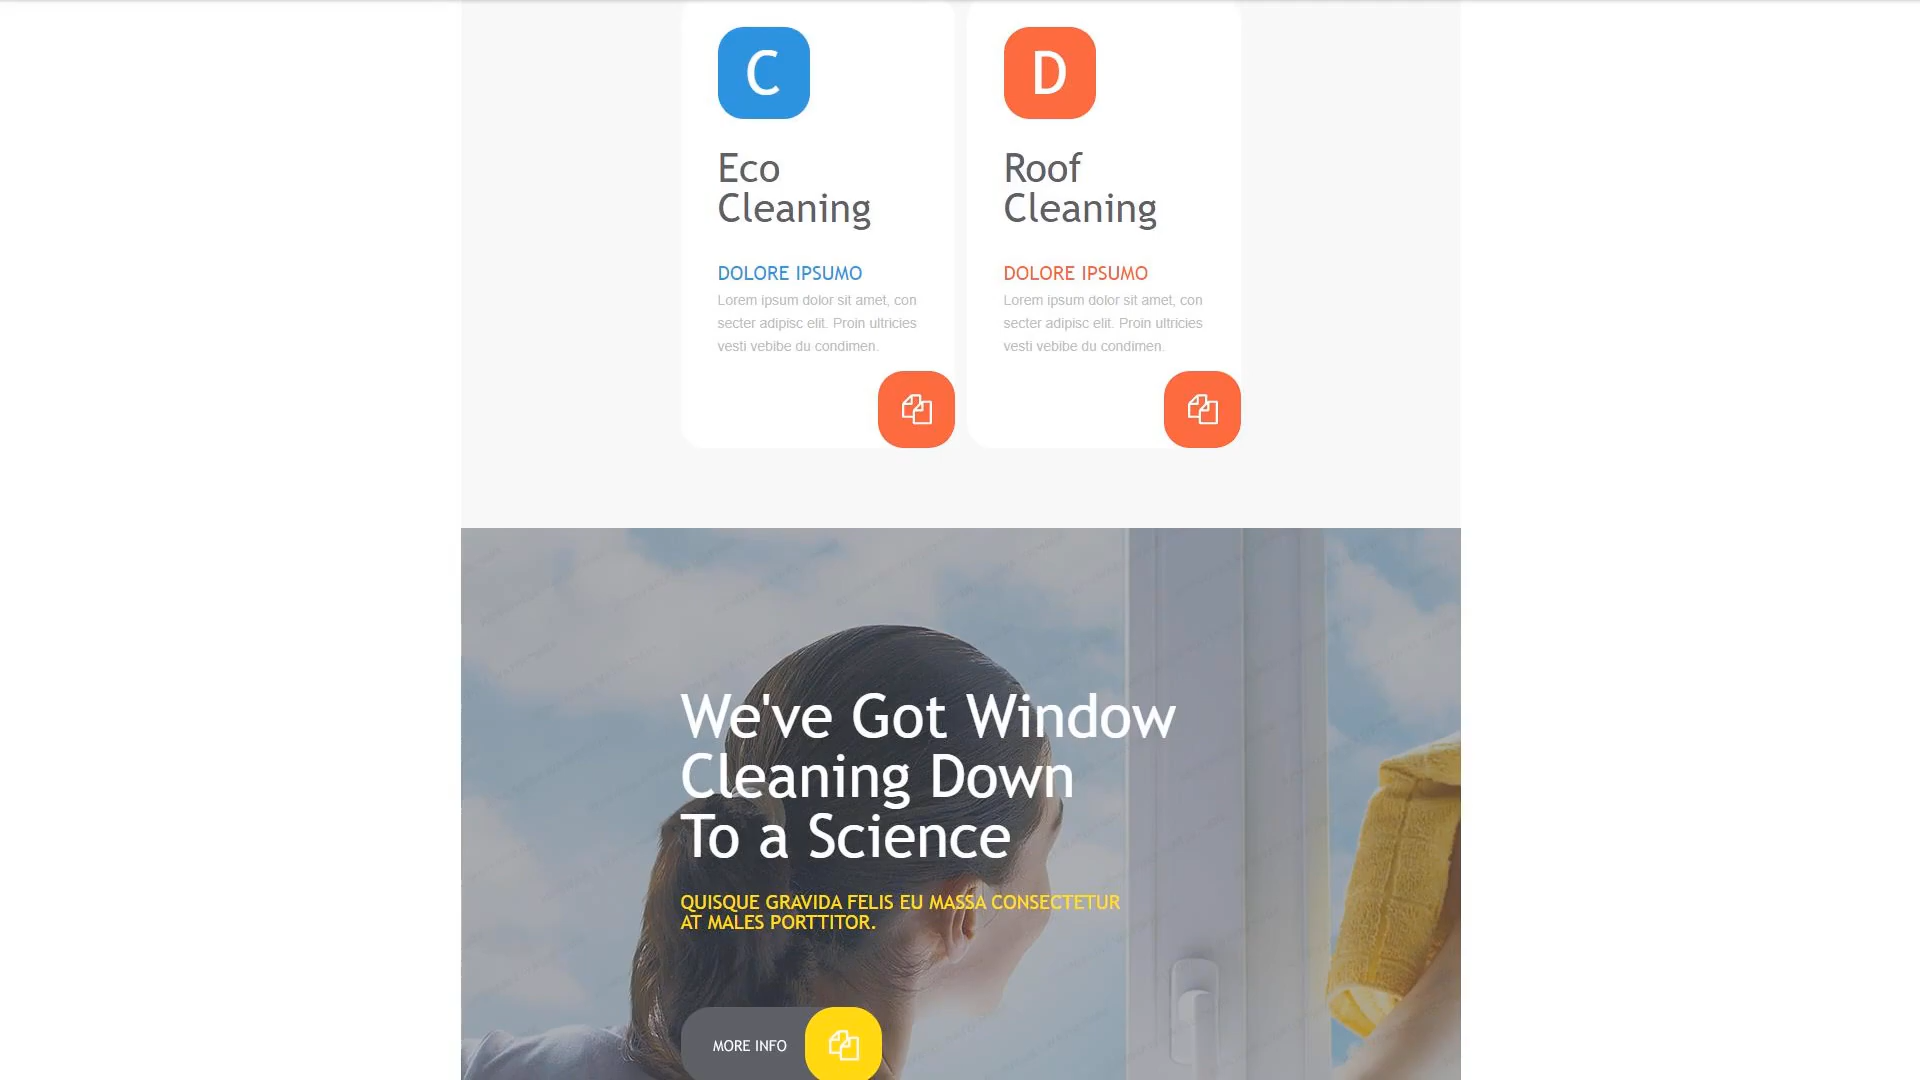 C
Eco
Cleaning
DOLORE IPSUMO
Lorem ipsum dolor sit amet, con
secter adipisc elit. Proin ultricies
vesti vebibe du condimen.
D
Roof
Cleaning
DOLORE IPSUMO
Lorem ipsum dolor sit amet, con
secter adipisc elit. Proin ultricies
vesti vebibe du condimen.
We've Got Window
Cleaning Down
To a Science
QUISQUE GRAVIDA FELIS EU MASSA CONSECTETUR
AT MALES PORTTITOR.
MORE INFO